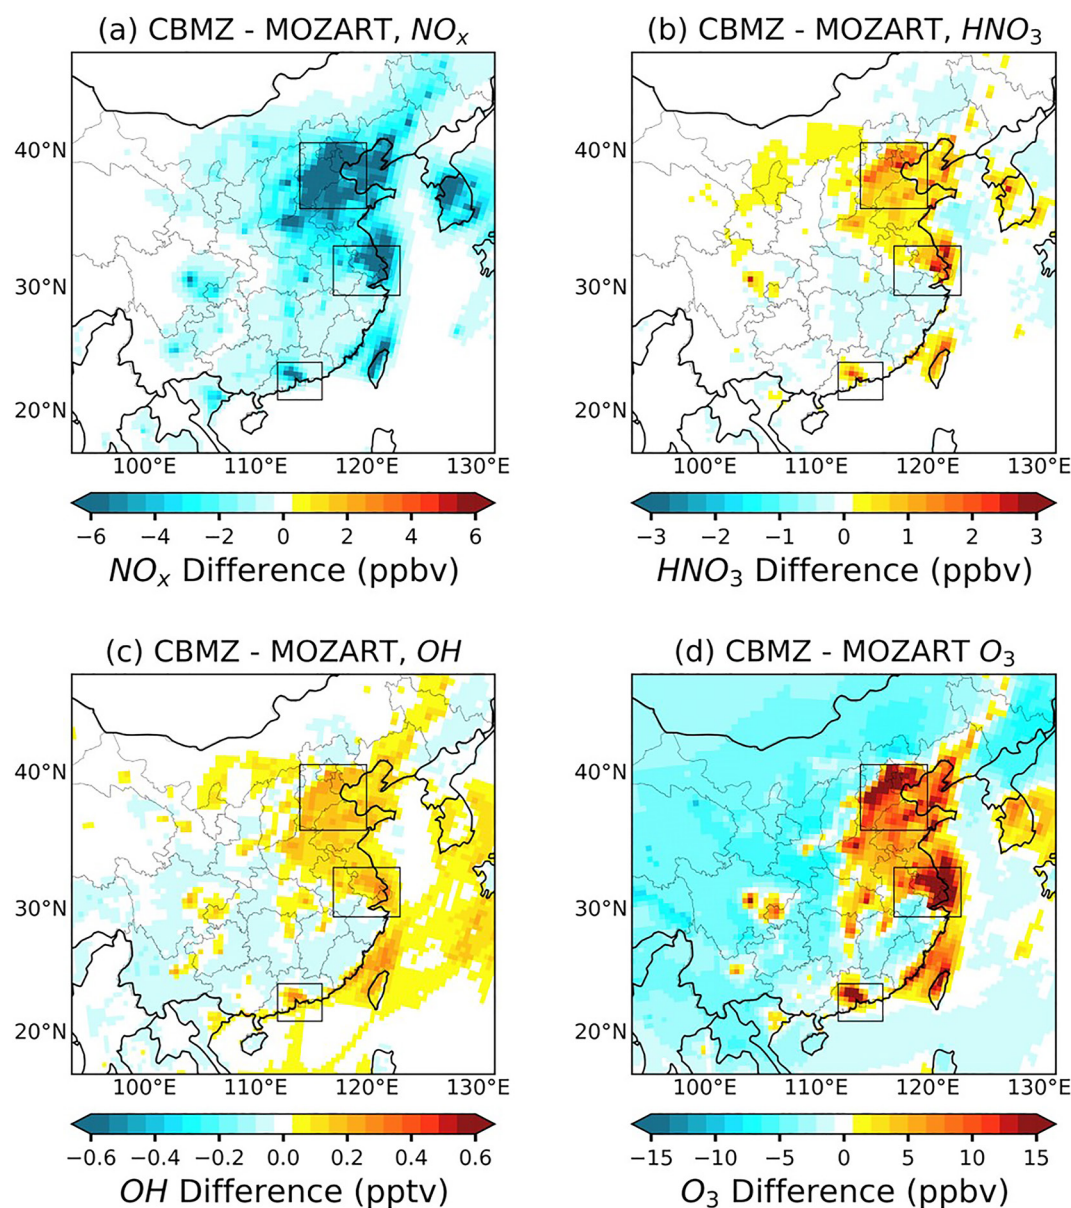 (a) CBMZ - MOZART, NOₓ
(b) CBMZ - MOZART, HNO₃
40°N
30°N
20°N
40°N
30°N
20°N
100°E 110°E 120°E 130°E
100°E 110°E 120°E 130°E
−6 −4 −2 0 2 4 6
−3 −2 −1 0 1 2 3
NOₓ Difference (ppbv)
HNO₃ Difference (ppbv)
(c) CBMZ - MOZART, OH
(d) CBMZ - MOZART O₃
40°N
30°N
20°N
40°N
30°N
20°N
100°E 110°E 120°E 130°E
100°E 110°E 120°E 130°E
−0.6 −0.4 −0.2 0.0 0.2 0.4 0.6
−15 −10 −5 0 5 10 15
OH Difference (pptv)
O₃ Difference (ppbv)